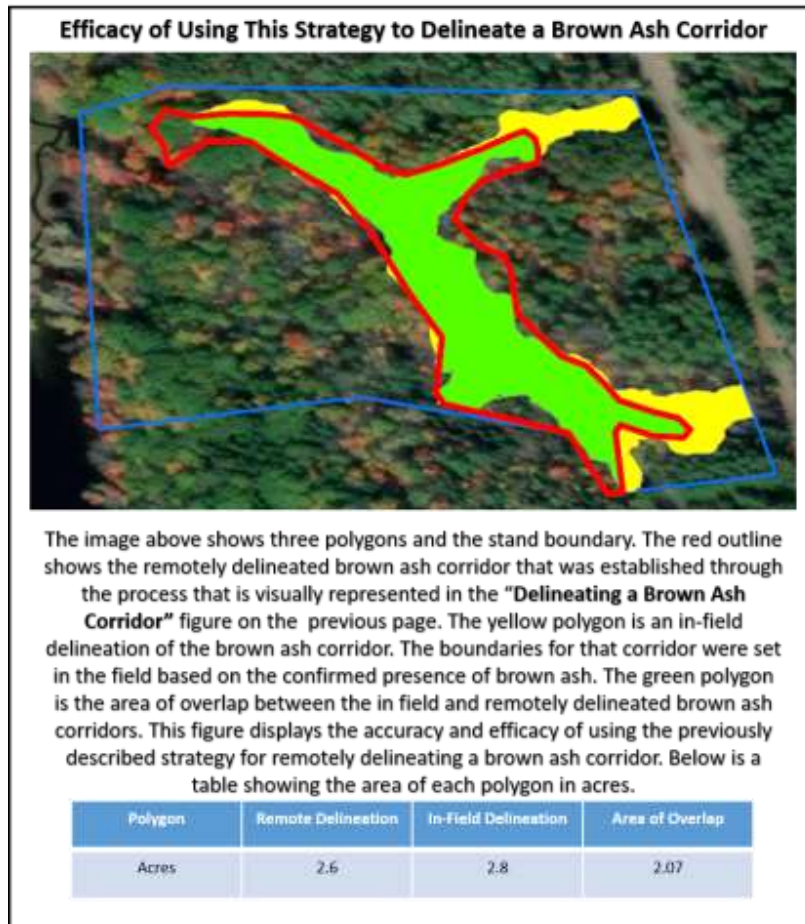 Efficacy of Using This Strategy to Delineate a Brown Ash Corridor
The image above shows three polygons and the stand boundary. The red outline
shows the remotely delineated brown ash corridor that was established through
the process that is visually represented in the “Delineating a Brown Ash
Corridor” figure on the previous page. The yellow polygon is an in-field
delineation of the brown ash corridor. The boundaries for that corridor were set
in the field based on the confirmed presence of brown ash. The green polygon
is the area of overlap between the in field and remotely delineated brown ash
corridors. This figure displays the accuracy and efficacy of using the previously
described strategy for remotely delineating a brown ash corridor. Below is a
table showing the area of each polygon in acres.
Polygon Remote Delineation In-Field Delineation Area of Overlap
Acres 2.6 2.8 2.07